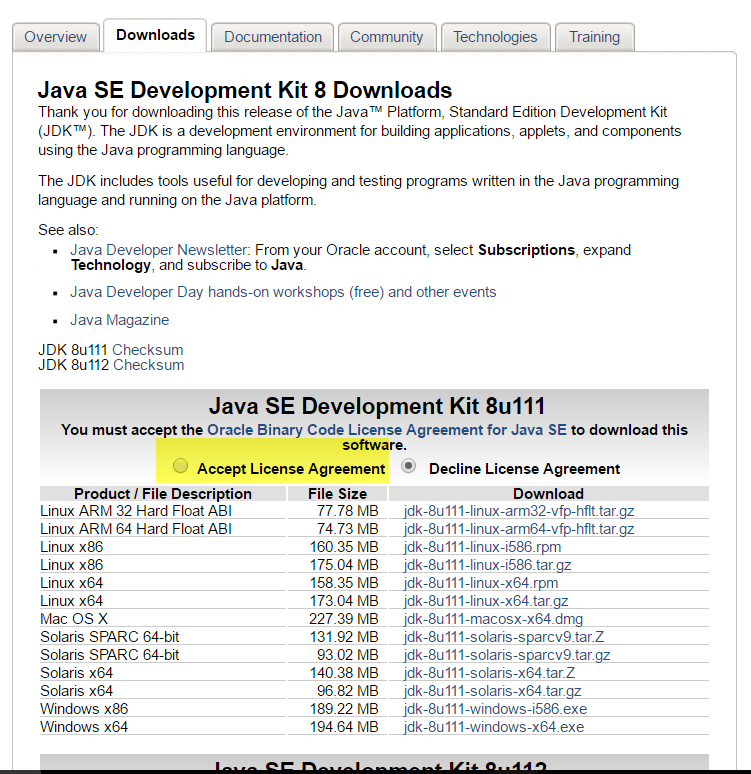 Overview Downloads Documentation Community Technologies Training
Java SE Development Kit 8 Downloads
Thank you for downloading this release of the Java™ Platform, Standard Edition Development Kit
(JDK™). The JDK is a development environment for building applications, applets, and components
using the Java programming language.
The JDK includes tools useful for developing and testing programs written in the Java programming
language and running on the Java platform.
See also:
Java Developer Newsletter: From your Oracle account, select Subscriptions, expand
Technology, and subscribe to Java.
Java Developer Day hands-on workshops (free) and other events
Java Magazine
JDK 8u111 Checksum
JDK 8u112 Checksum
Java SE Development Kit 8u111
You must accept the Oracle Binary Code License Agreement for Java SE to download this
software.
Accept License Agreement Decline License Agreement
Product / File Description File Size Download
Linux ARM 32 Hard Float ABI 77.78 MB jdk-8u111-linux-arm32-vfp-hflt.tar.gz
Linux ARM 64 Hard Float ABI 74.73 MB jdk-8u111-linux-arm64-vfp-hflt.tar.gz
Linux x86 160.35 MB jdk-8u111-linux-i586.rpm
Linux x86 175.04 MB jdk-8u111-linux-i586.tar.gz
Linux x64 158.35 MB jdk-8u111-linux-x64.rpm
Linux x64 173.04 MB jdk-8u111-linux-x64.tar.gz
Mac OS X 227.39 MB jdk-8u111-macosx-x64.dmg
Solaris SPARC 64-bit 131.92 MB jdk-8u111-solaris-sparcv9.tar.Z
Solaris SPARC 64-bit 93.02 MB jdk-8u111-solaris-sparcv9.tar.gz
Solaris x64 140.38 MB jdk-8u111-solaris-x64.tar.Z
Solaris x64 96.82 MB jdk-8u111-solaris-x64.tar.gz
Windows x86 189.22 MB jdk-8u111-windows-i586.exe
Windows x64 194.64 MB jdk-8u111-windows-x64.exe
Java SE Development Kit 8u112